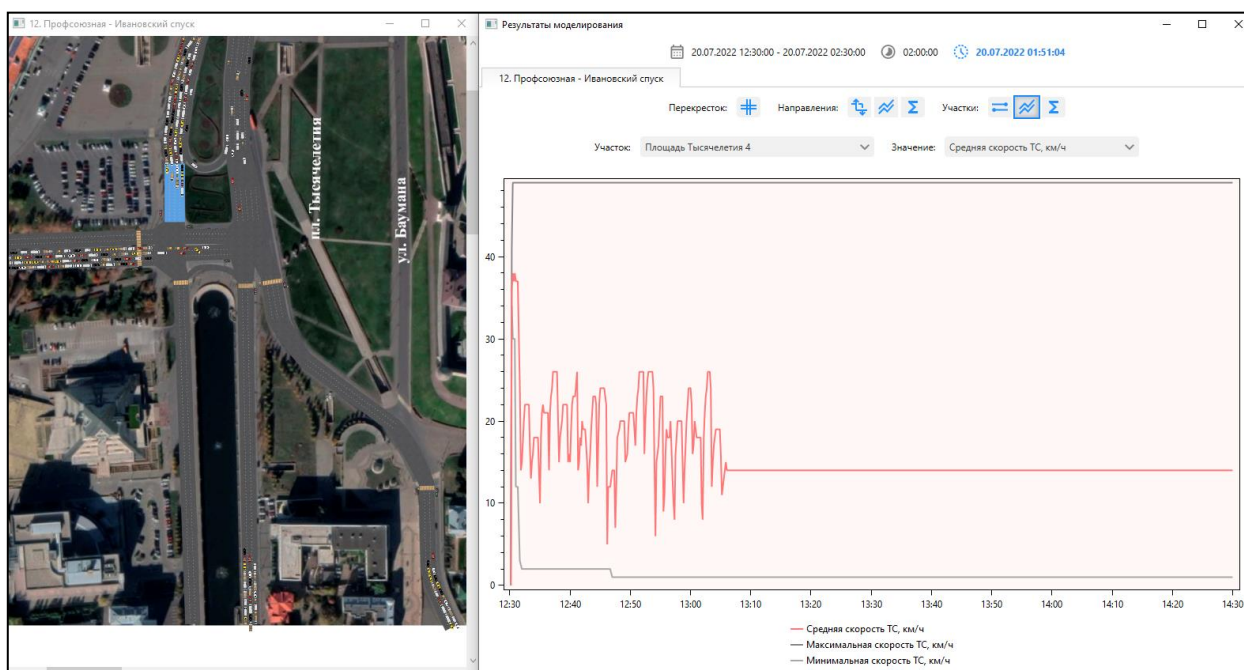 12. Профсоюзная - Ивановский спуск
пл. Тысячелетия
ул. Баумана
Результаты моделирования
20.07.2022 12:30:00 - 20.07.2022 02:30:00 02:00:00 20.07.2022 01:51:04
12. Профсоюзная - Ивановский спуск
Перекресток: Направления: Σ Участки: Σ
Участок: Площадь Тысячелетия 4 Значение: Средняя скорость ТС, км/ч
40
30
20
10
0
12:30 12:40 12:50 13:00 13:10 13:20 13:30 13:40 13:50 14:00 14:10 14:20 14:30
Средняя скорость ТС, км/ч
Максимальная скорость ТС, км/ч
Минимальная скорость ТС, км/ч